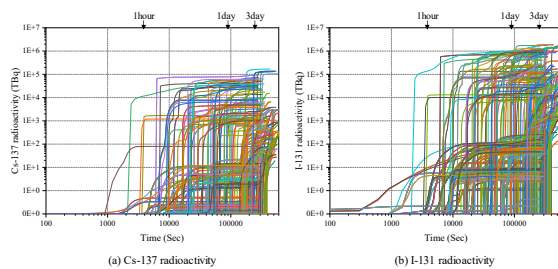 1hour 1day 3day
1E+7
1E+6
1E+5
1E+4
1E+3
1E+2
1E+1
1E+0
0E+0
Cs-137 radioactivity (TBq)
100 1000 10000 100000
Time (Sec)
(a) Cs-137 radioactivity
1hour 1day 3day
1E+7
1E+6
1E+5
1E+4
1E+3
1E+2
1E+1
1E+0
0E+0
I-131 radioactivity (TBq)
100 1000 10000 100000
Time (Sec)
(b) I-131 radioactivity